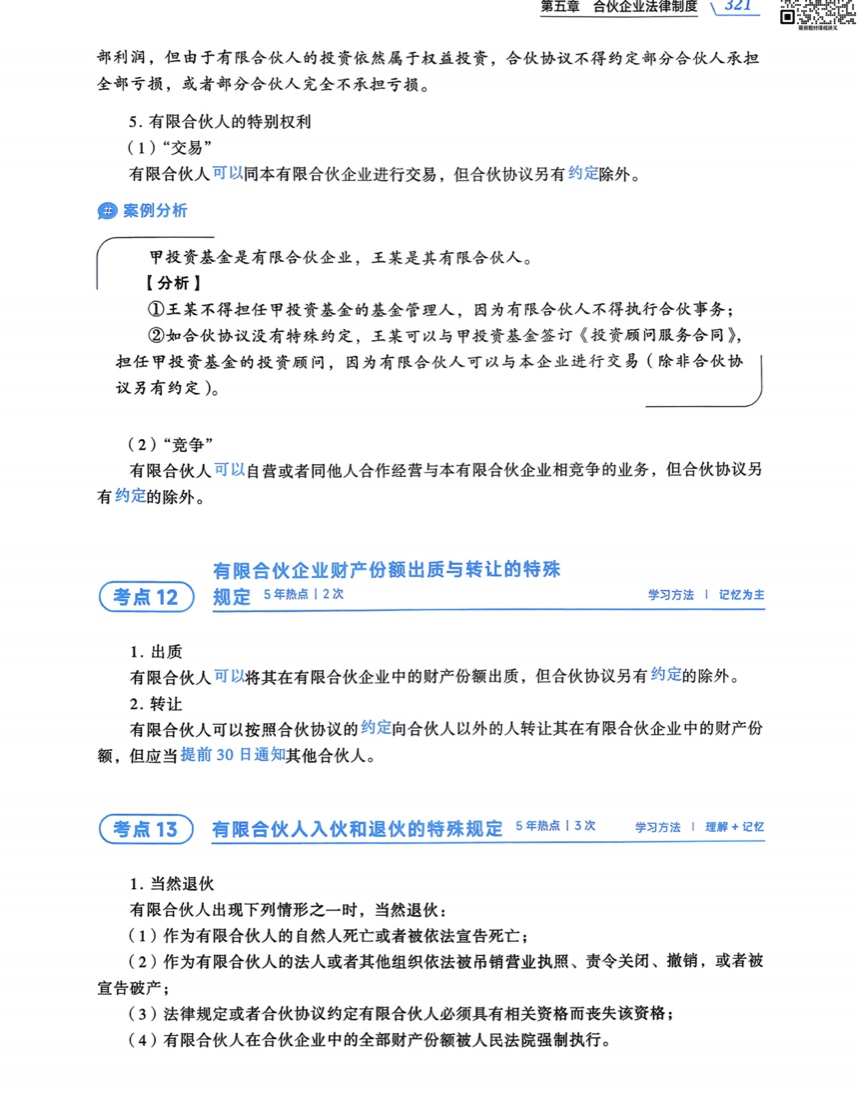 第五章 合伙企业法律制度 321
部利润，但由于有限合伙人的投资依然属于权益投资，合伙协议不得约定部分合伙人承担
全部亏损，或者部分合伙人完全不承担亏损。
5. 有限合伙人的特别权利
（1）“交易”
有限合伙人可以同本有限合伙企业进行交易，但合伙协议另有约定除外。
# 案例分析
甲投资基金是有限合伙企业，王某是其有限合伙人。
【分析】
①王某不得担任甲投资基金的基金管理人，因为有限合伙人不得执行合伙事务；
②如合伙协议没有特殊约定，王某可以与甲投资基金签订《投资顾问服务合同》，
担任甲投资基金的投资顾问，因为有限合伙人可以与本企业进行交易（除非合伙协
议另有约定）。
（2）“竞争”
有限合伙人可以自营或者同他人合作经营与本有限合伙企业相竞争的业务，但合伙协议另
有约定的除外。
考点 12
有限合伙企业财产份额出质与转让的特殊
规定 5 年热点 | 2 次 学习方法 | 记忆为主
1. 出质
有限合伙人可以将其在有限合伙企业中的财产份额出质，但合伙协议另有约定的除外。
2. 转让
有限合伙人可以按照合伙协议的约定向合伙人以外的人转让其在有限合伙企业中的财产份
额，但应当提前 30 日通知其他合伙人。
考点 13 有限合伙人入伙和退伙的特殊规定 5 年热点 | 3 次 学习方法 | 理解 + 记忆
1. 当然退伙
有限合伙人出现下列情形之一时，当然退伙：
（1）作为有限合伙人的自然人死亡或者被依法宣告死亡；
（2）作为有限合伙人的法人或者其他组织依法被吊销营业执照、责令关闭、撤销，或者被
宣告破产；
（3）法律规定或者合伙协议约定有限合伙人必须具有相关资格而丧失该资格；
（4）有限合伙人在合伙企业中的全部财产份额被人民法院强制执行。